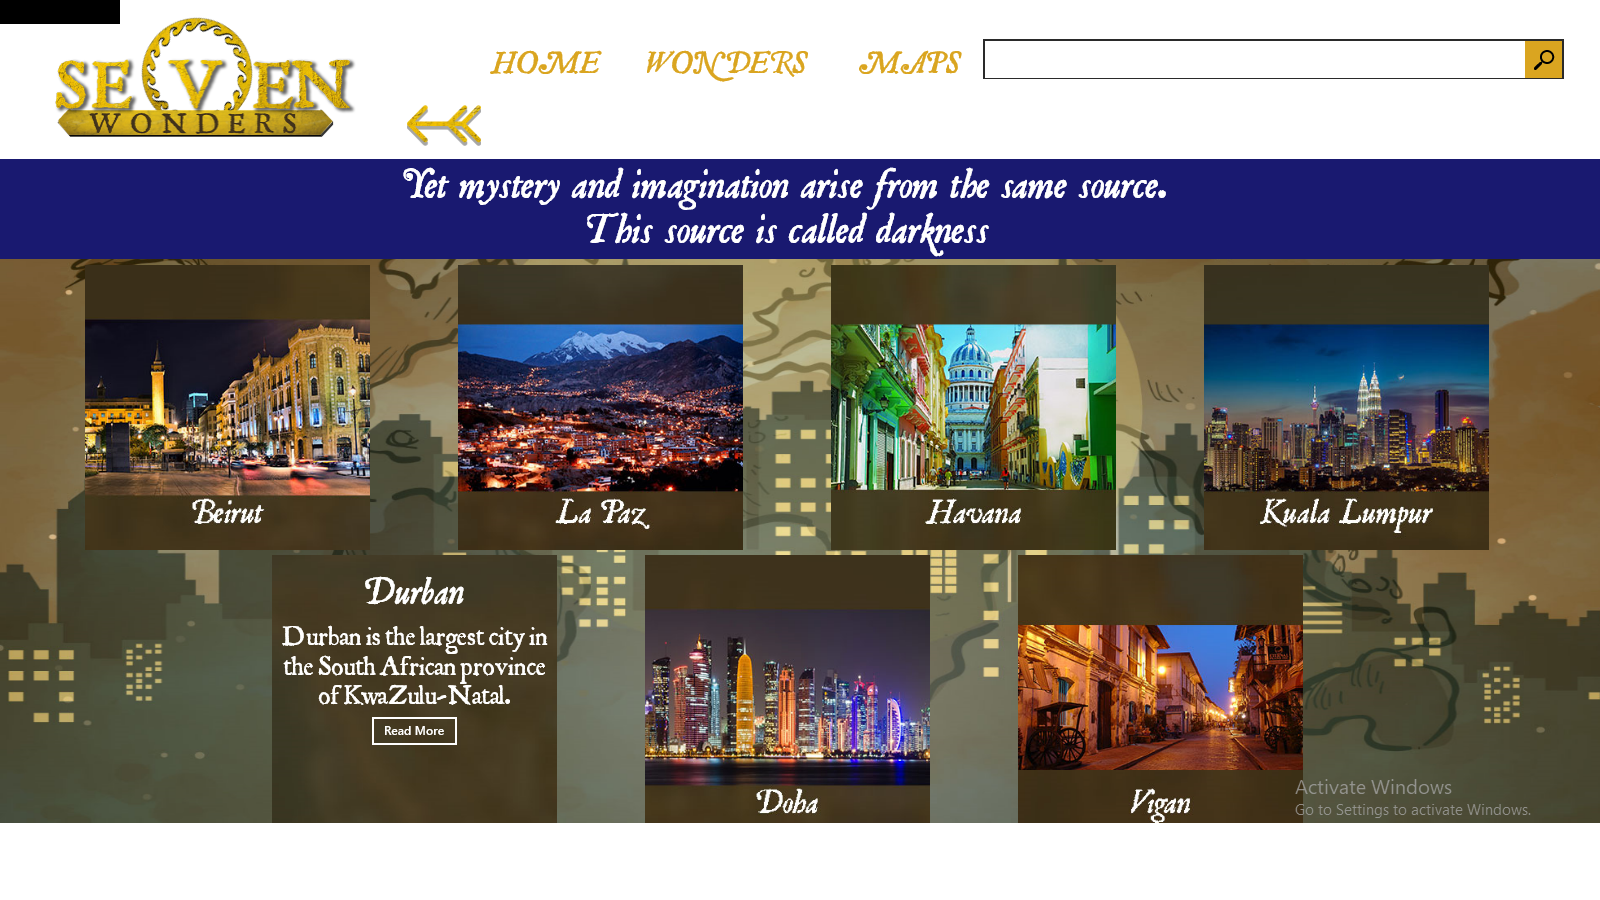 SEVEN
WONDERS
HOME WONDERS MAPS
Yet mystery and imagination arise from the same source.
This source is called darkness
Beirut
La Paz
Havana
Kuala Lumpur
Durban
Durban is the largest city in
the South African province
of KwaZulu-Natal.
Read More
Doha
Vigan
Activate Windows
Go to Settings to activate Windows.